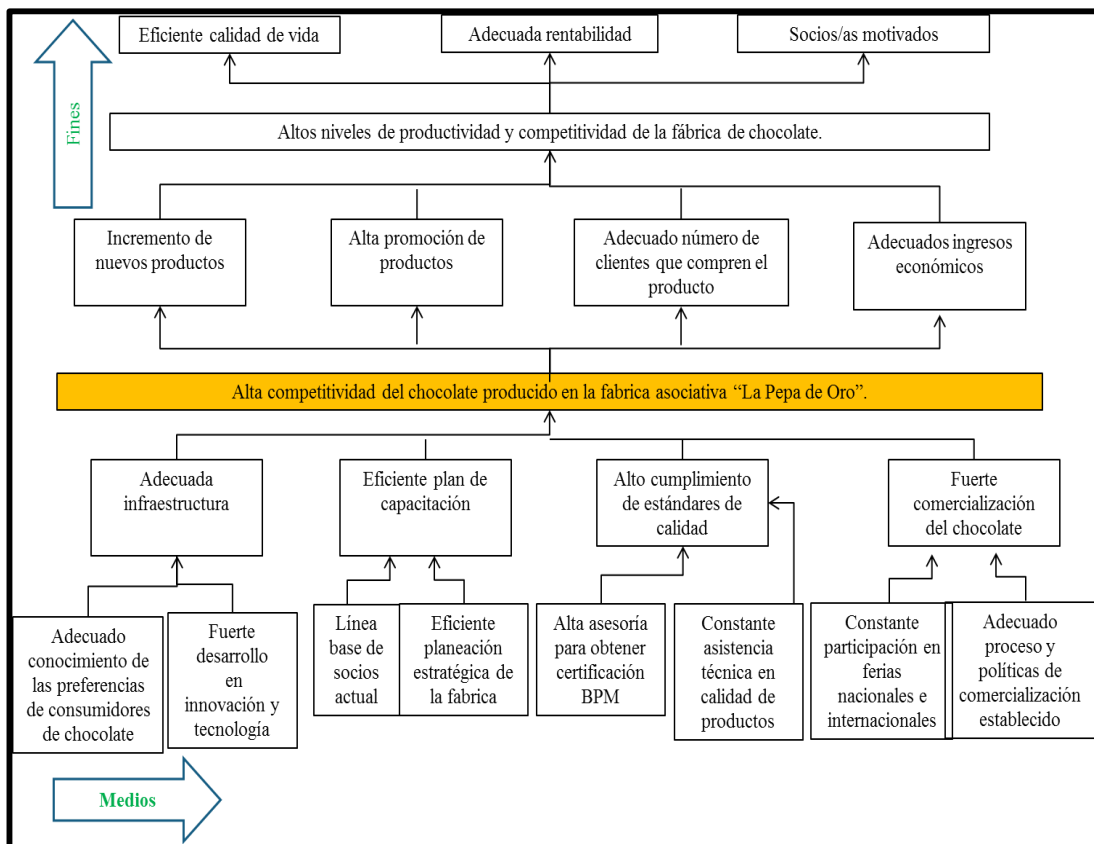 Fines
Eficiente calidad de vida
Adecuada rentabilidad
Socios/as motivados
Altos niveles de productividad y competitividad de la fábrica de chocolate.
Incremento de
nuevos productos
Alta promoción de
productos
Adecuado número de
clientes que compren el
producto
Adecuados ingresos
económicos
Alta competitividad del chocolate producido en la fabrica asociativa “La Pepa de Oro”.
Adecuada
infraestructura
Eficiente plan de
capacitación
Alto cumplimiento
de estándares de
calidad
Fuerte
comercialización
del chocolate
Adecuado
conocimiento de
las preferencias
de consumidores
de chocolate
Fuerte
desarrollo
en
innovación y
tecnología
Línea
base de
socios
actual
Eficiente
planeación
estratégica de
la fabrica
Alta asesoría
para obtener
certificación
BPM
Constante
asistencia
técnica en
calidad de
productos
Constante
participación en
ferias
nacionales e
internacionales
Adecuado
proceso y
políticas de
comercialización
establecido
Medios